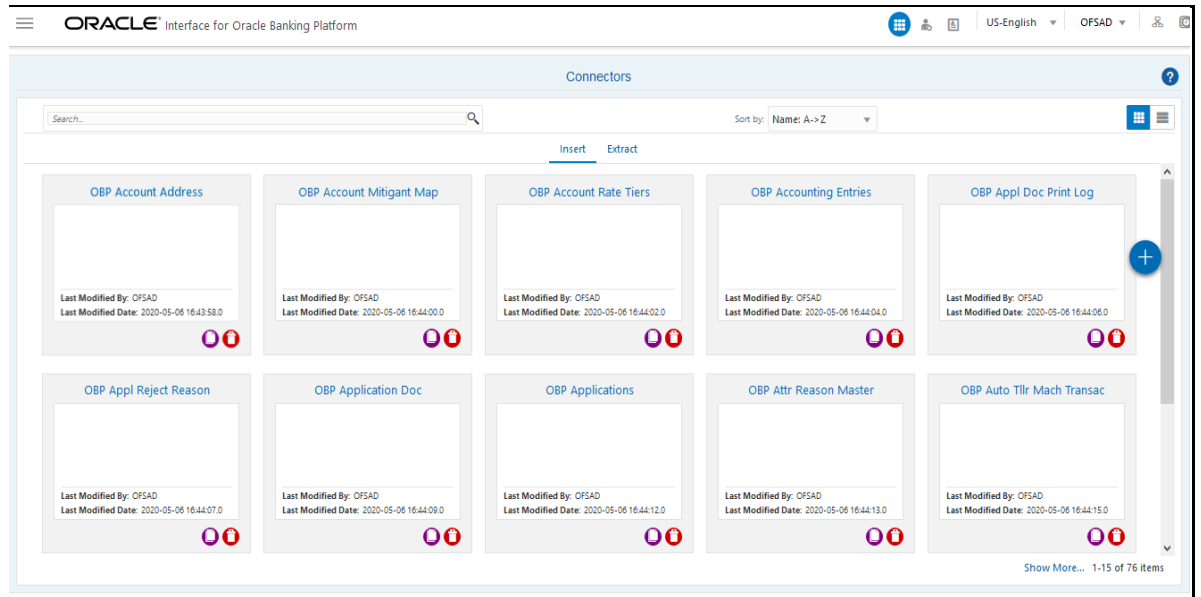 ORACLE® Interface for Oracle Banking Platform
US-English
OFSAD
Connectors
?
Search...
Sort by: Name: A->Z
Insert Extract
OBP Account Address
Last Modified By: OFSAD
Last Modified Date: 2020-05-06 16:43:58.0
OBP Account Mitigant Map
Last Modified By: OFSAD
Last Modified Date: 2020-05-06 16:44:00.0
OBP Account Rate Tiers
Last Modified By: OFSAD
Last Modified Date: 2020-05-06 16:44:02.0
OBP Accounting Entries
Last Modified By: OFSAD
Last Modified Date: 2020-05-06 16:44:04.0
OBP Appl Doc Print Log
Last Modified By: OFSAD
Last Modified Date: 2020-05-06 16:44:06.0
OBP Appl Reject Reason
Last Modified By: OFSAD
Last Modified Date: 2020-05-06 16:44:07.0
OBP Application Doc
Last Modified By: OFSAD
Last Modified Date: 2020-05-06 16:44:09.0
OBP Applications
Last Modified By: OFSAD
Last Modified Date: 2020-05-06 16:44:12.0
OBP Attr Reason Master
Last Modified By: OFSAD
Last Modified Date: 2020-05-06 16:44:13.0
OBP Auto Tllr Mach Transac
Last Modified By: OFSAD
Last Modified Date: 2020-05-06 16:44:15.0
Show More... 1-15 of 76 items